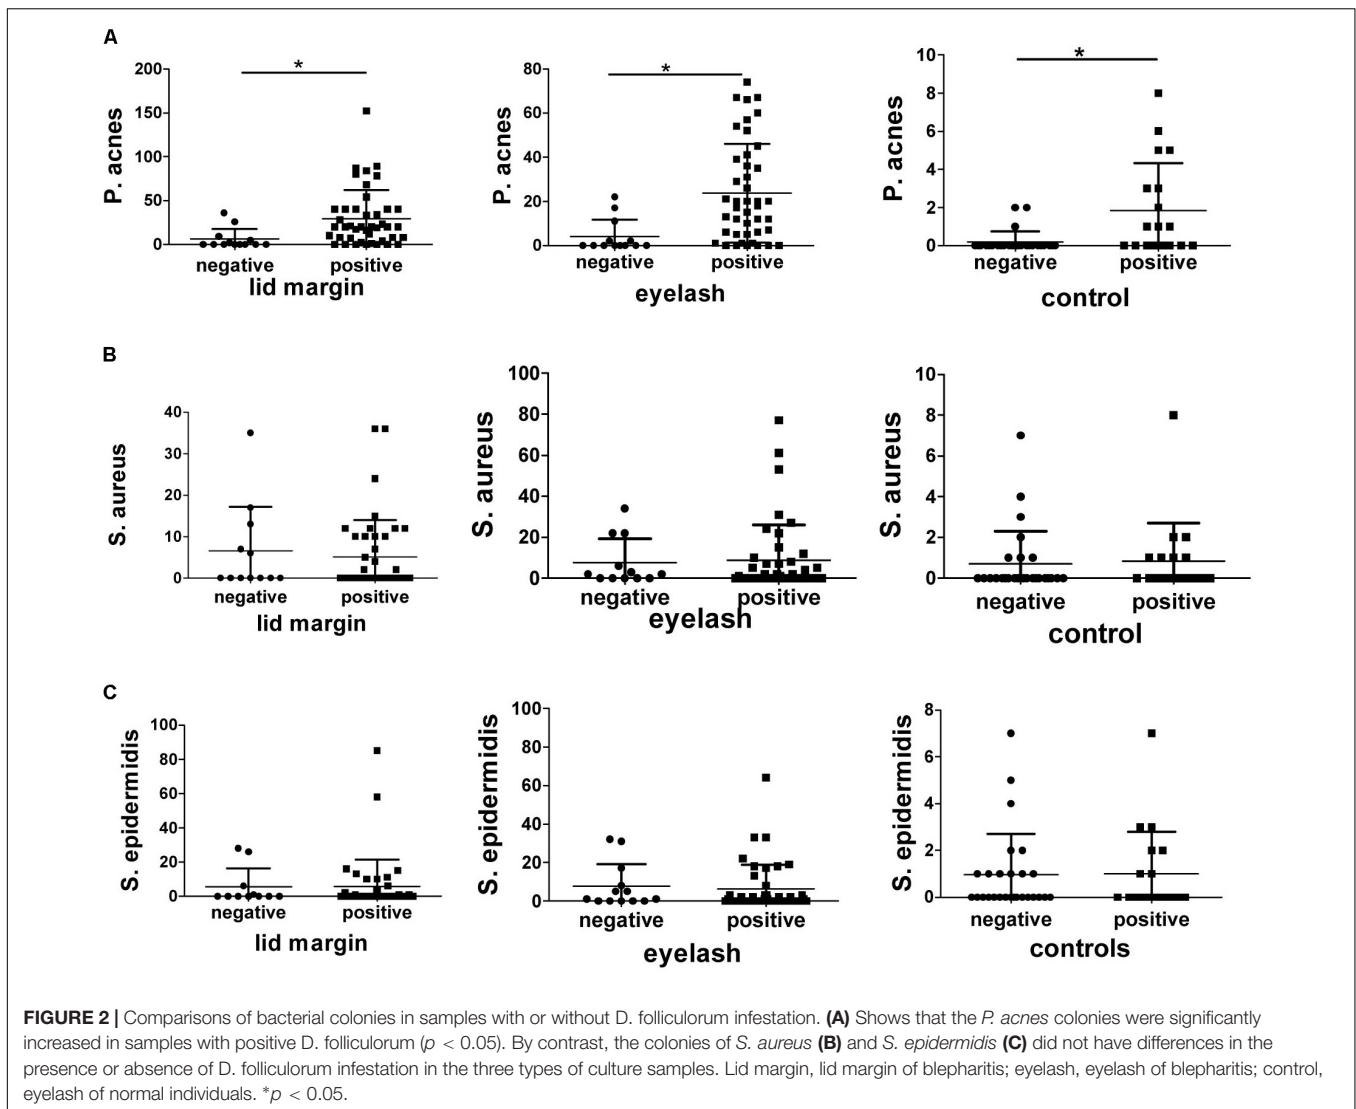 A
200
150
100
50
0
P. acnes
*
negative positive
lid margin
80
60
40
20
0
P. acnes
*
negative positive
eyelash
10
8
6
4
2
0
P. acnes
*
negative positive
control
B
40
30
20
10
0
S. aureus
negative positive
lid margin
100
80
60
40
20
0
S. aureus
negative positive
eyelash
10
8
6
4
2
0
S. aureus
negative positive
control
C
100
80
60
40
20
0
S. epidermidis
negative positive
lid margin
100
80
60
40
20
0
S. epidermidis
negative positive
eyelash
8
6
4
2
0
S. epidermidis
negative positive
controls
FIGURE 2 | Comparisons of bacterial colonies in samples with or without D. folliculorum infestation. (A) Shows that the P. acnes colonies were significantly
increased in samples with positive D. folliculorum (p < 0.05). By contrast, the colonies of S. aureus (B) and S. epidermidis (C) did not have differences in the
presence or absence of D. folliculorum infestation in the three types of culture samples. Lid margin, lid margin of blepharitis; eyelash, eyelash of blepharitis; control,
eyelash of normal individuals. *p < 0.05.